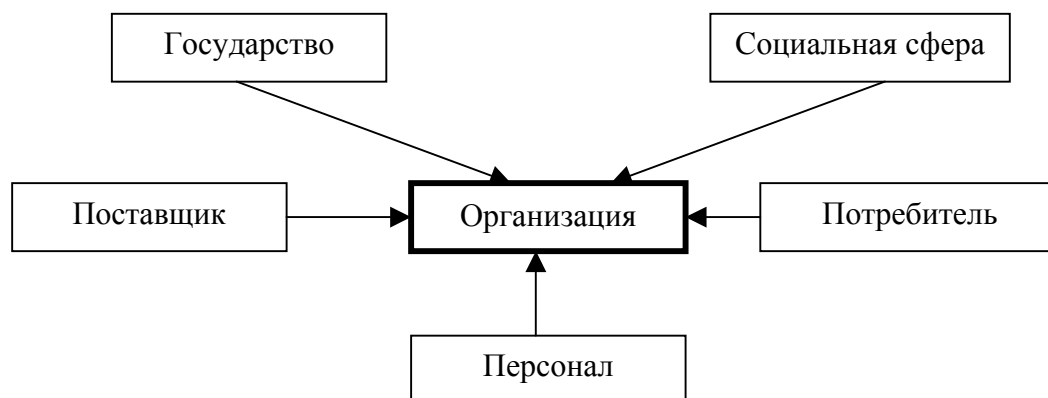 Государство
Социальная сфера
Поставщик
Организация
Потребитель
Персонал